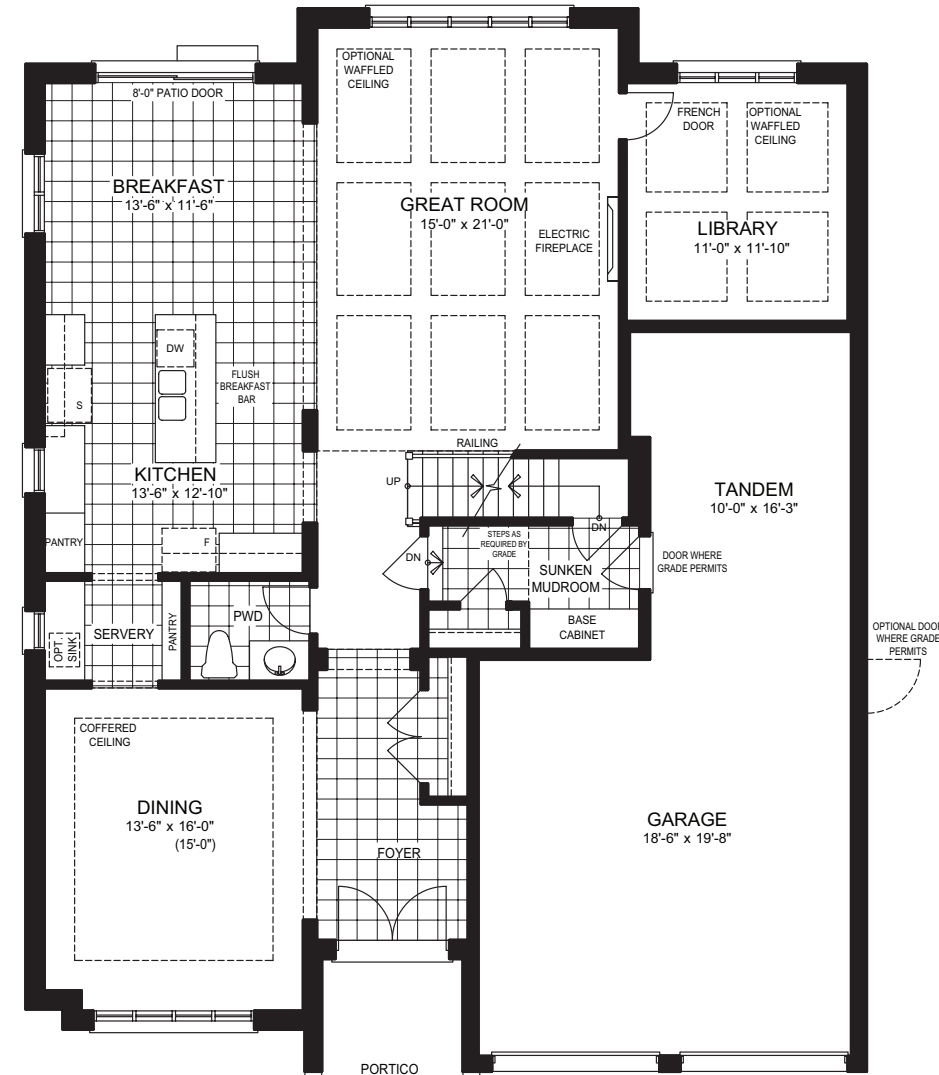 OPTIONAL
WAFFLED
CEILING
8'-0" PATIO DOOR
FRENCH
DOOR
OPTIONAL
WAFFLED
CEILING
BREAKFAST
13'-6" x 11'-6"
GREAT ROOM
15'-0" x 21'-0"
ELECTRIC
FIREPLACE
LIBRARY
11'-0" x 11'-10"
DW
S
FLUSH
BREAKFAST
BAR
RAILING
KITCHEN
13'-6" x 12'-10"
UP
TANDEM
10'-0" x 16'-3"
PANTRY
F
DN
STEPS AS
REQUIRED BY
GRADE
DN
SUNKEN
MUDROOM
DOOR WHERE
GRADE PERMITS
SERVERY
OPT.
SINK
PANTRY
PWD
BASE
CABINET
OPTIONAL DOOR
WHERE GRADE
PERMITS
COFFERED
CEILING
DINING
13'-6" x 16'-0"
(15'-0")
FOYER
GARAGE
18'-6" x 19'-8"
PORTICO